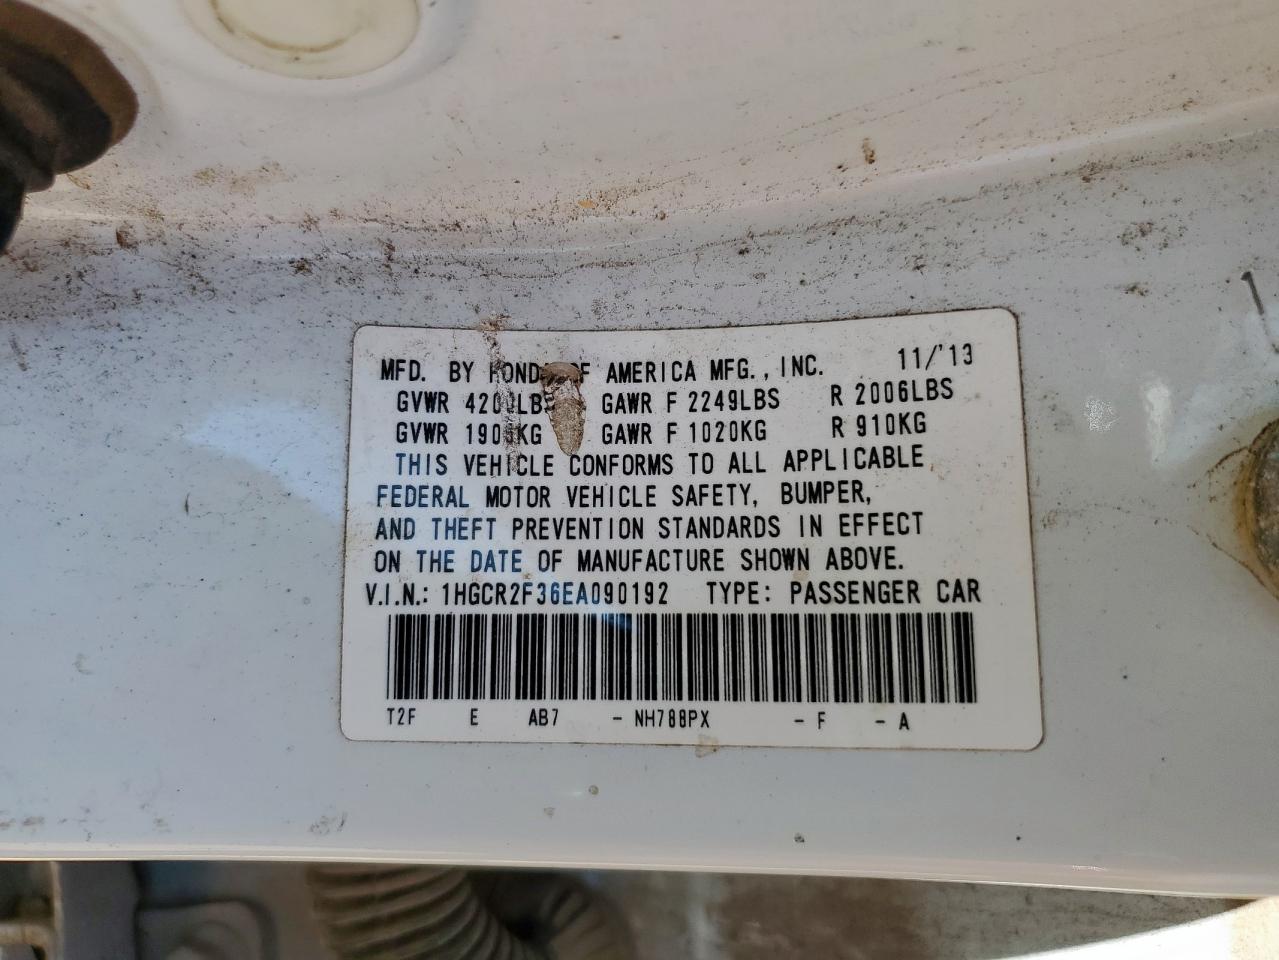 MFD. BY HONDA OF AMERICA MFG., INC. 11/'13
GVWR GAWR F 2249LBS R 2006LBS
GVWR GAWR F 1020KG R 910KG
THIS VEHICLE CONFORMS TO ALL APPLICABLE
FEDERAL MOTOR VEHICLE SAFETY, BUMPER,
AND THEFT PREVENTION STANDARDS IN EFFECT
ON THE DATE OF MANUFACTURE SHOWN ABOVE.
V.I.N.: 1HGCR2F36EA090192 TYPE: PASSENGER CAR
T2F E AB7 - NH788PX - F - A